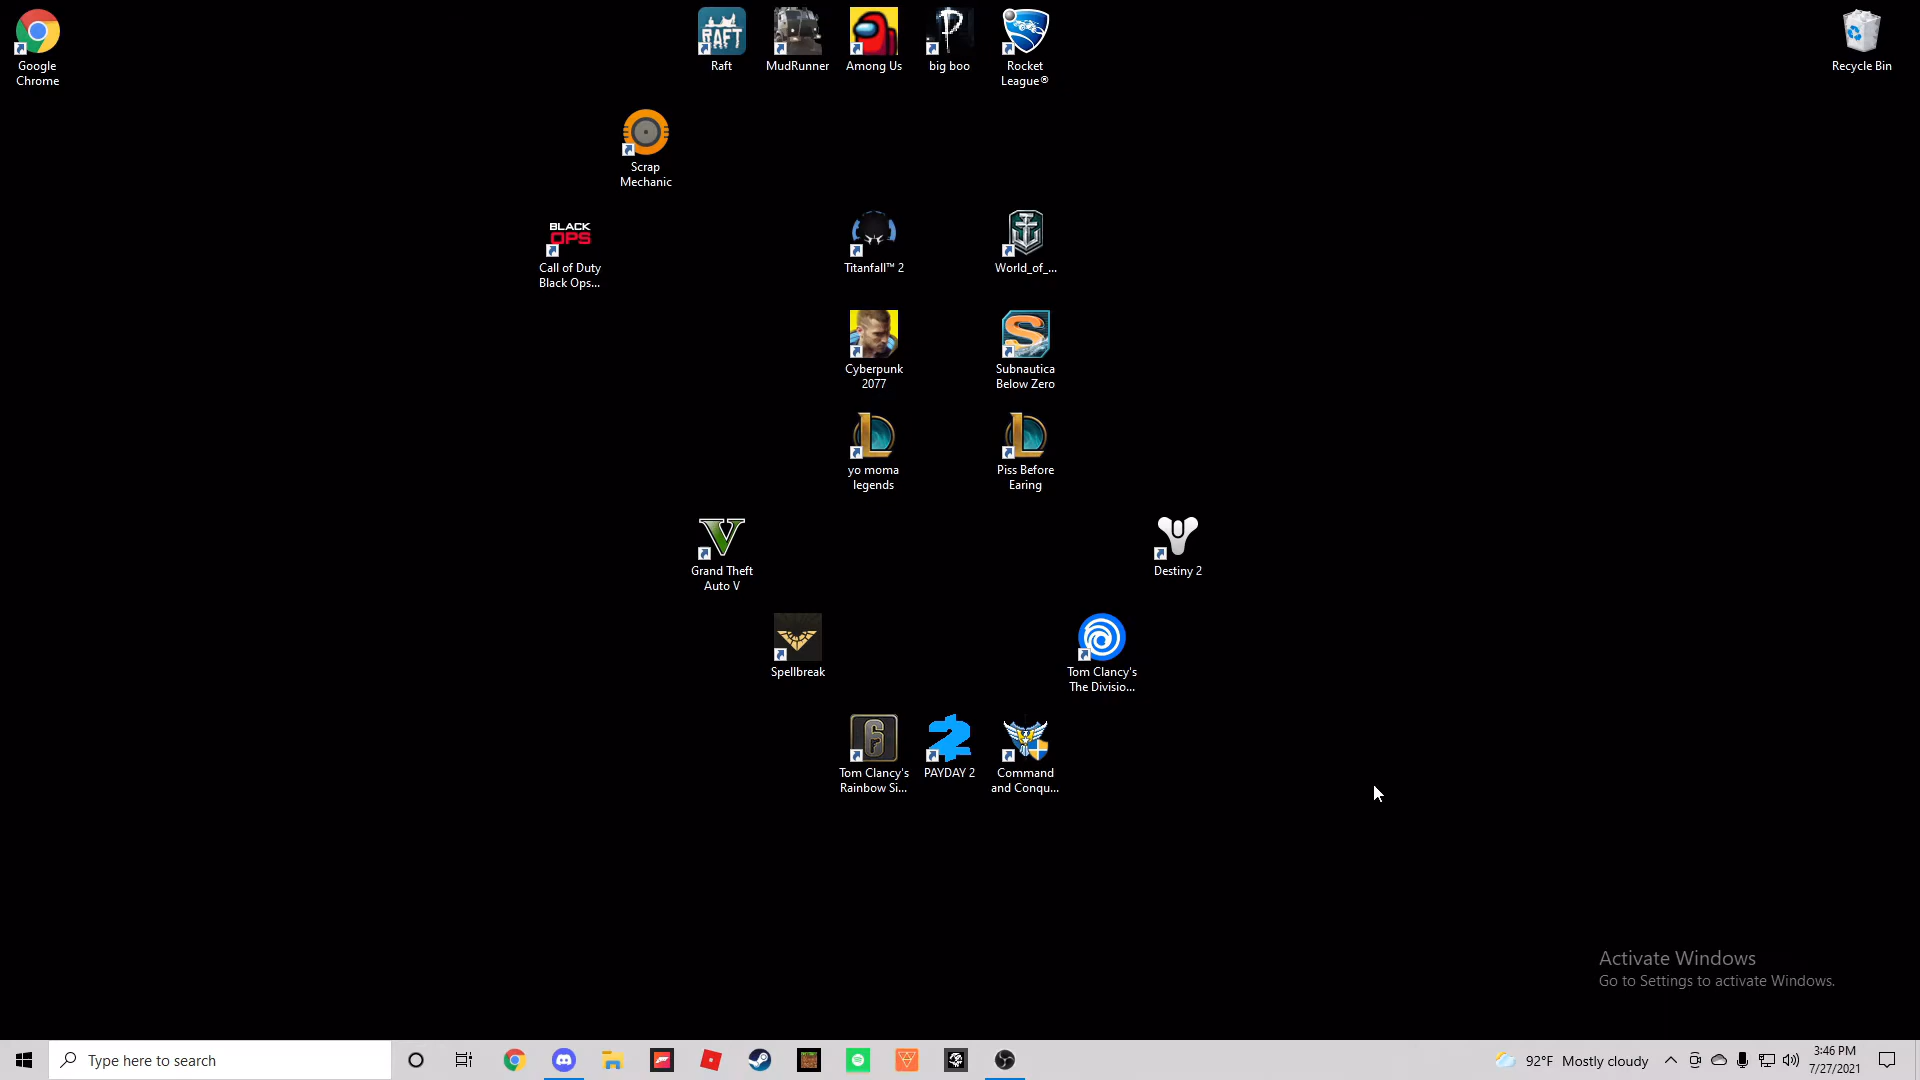 Google
Chrome
RAFT
Raft
MudRunner
Among Us
big boo
Rocket
League®
Recycle Bin
Scrap
Mechanic
BLACK
OPS
Call of Duty
Black Ops...
Titanfall™ 2
World_of_...
Cyberpunk
2077
Subnautica
Below Zero
yo moma
legends
Piss Before
Earing
Grand Theft
Auto V
Destiny 2
Spellbreak
Tom Clancy's
The Divisio...
Tom Clancy's
Rainbow Si...
PAYDAY 2
Command
and Conqu...
Activate Windows
Go to Settings to activate Windows.
Type here to search
92°F Mostly cloudy
3:46 PM
7/27/2021